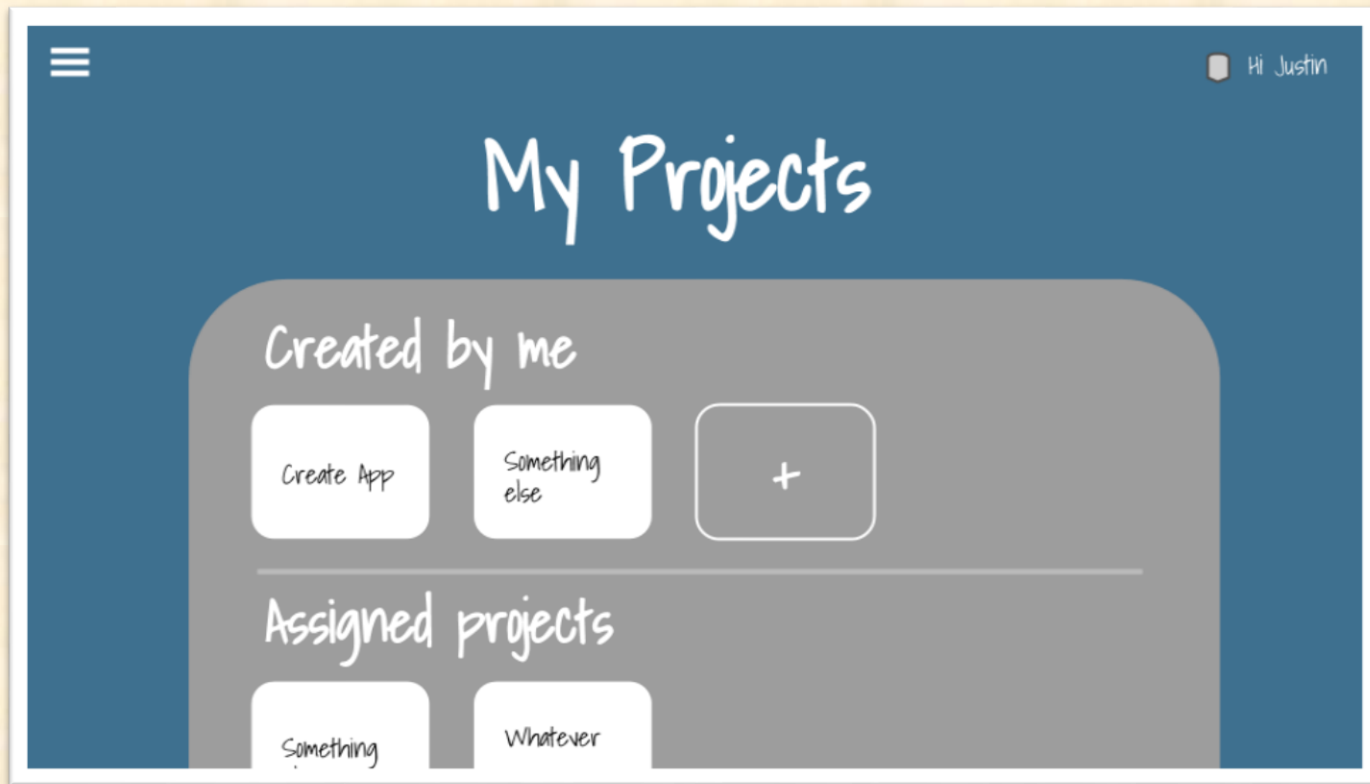 Hi Justin
My Projects
Created by me
Create App
Something
else
+
Assigned projects
Something
Whatever